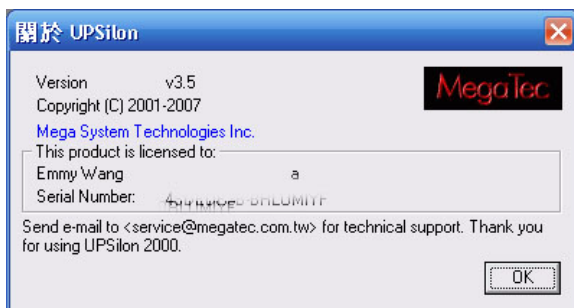 關於 UPSilon
MegaTec
Version v3.5
Copyright (C) 2001-2007
Mega System Technologies Inc.
This product is licensed to:
Emmy Wang a
Serial Number:
Send e-mail to <service@megatec.com.tw> for technical support. Thank you
for using UPSilon 2000.
OK